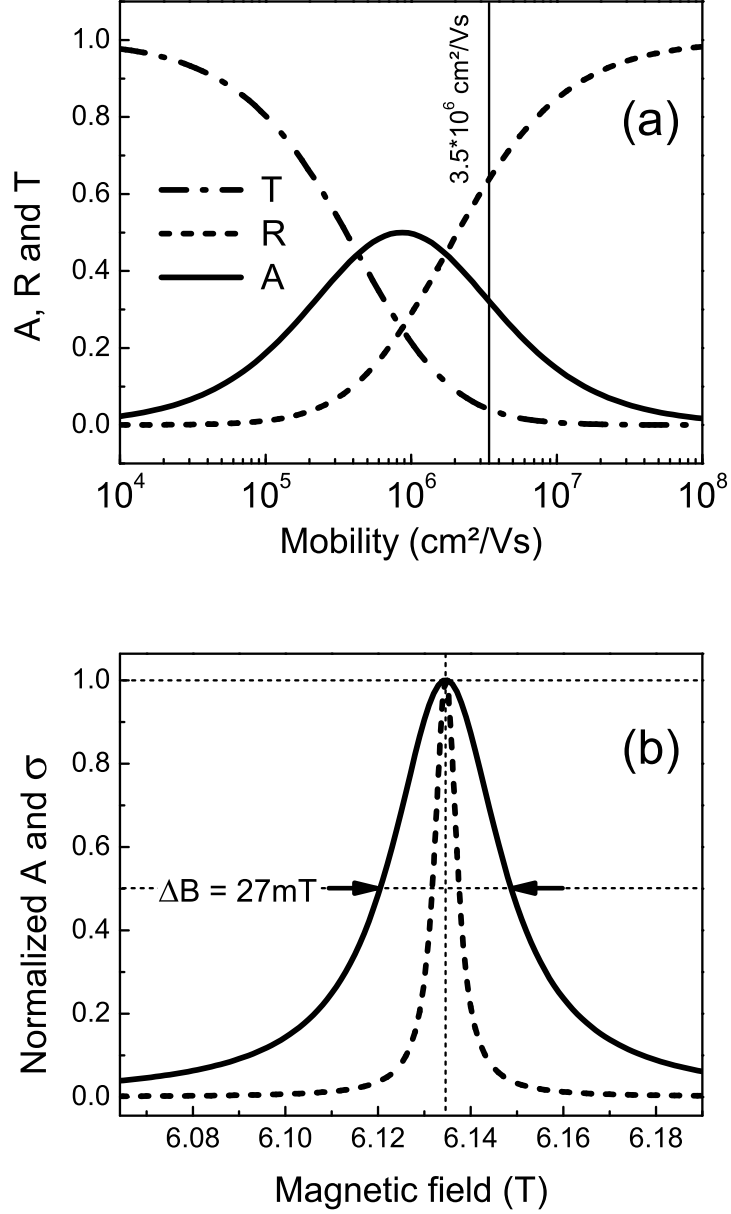 1.0
0.8
0.6
0.4
0.2
0.0
A, R and T
3.5*10⁶ cm²/Vs
(a)
T
R
A
10⁴ 10⁵ 10⁶ 10⁷ 10⁸
Mobility (cm²/Vs)
1.0
0.8
0.6
0.4
0.2
0.0
Normalized A and σ
(b)
ΔB = 27mT
6.08 6.10 6.12 6.14 6.16 6.18
Magnetic field (T)